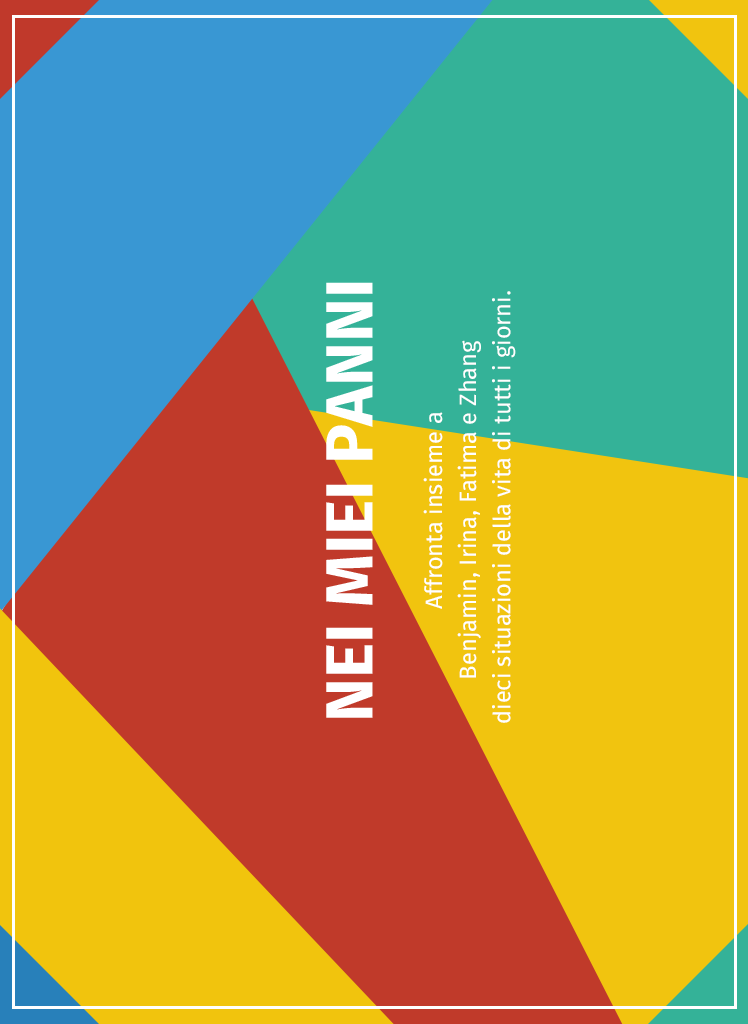 NEI MIEI PANNI
Affronta insieme a
Benjamin, Irina, Fatima e Zhang
dieci situazioni della vita di tutti i giorni.